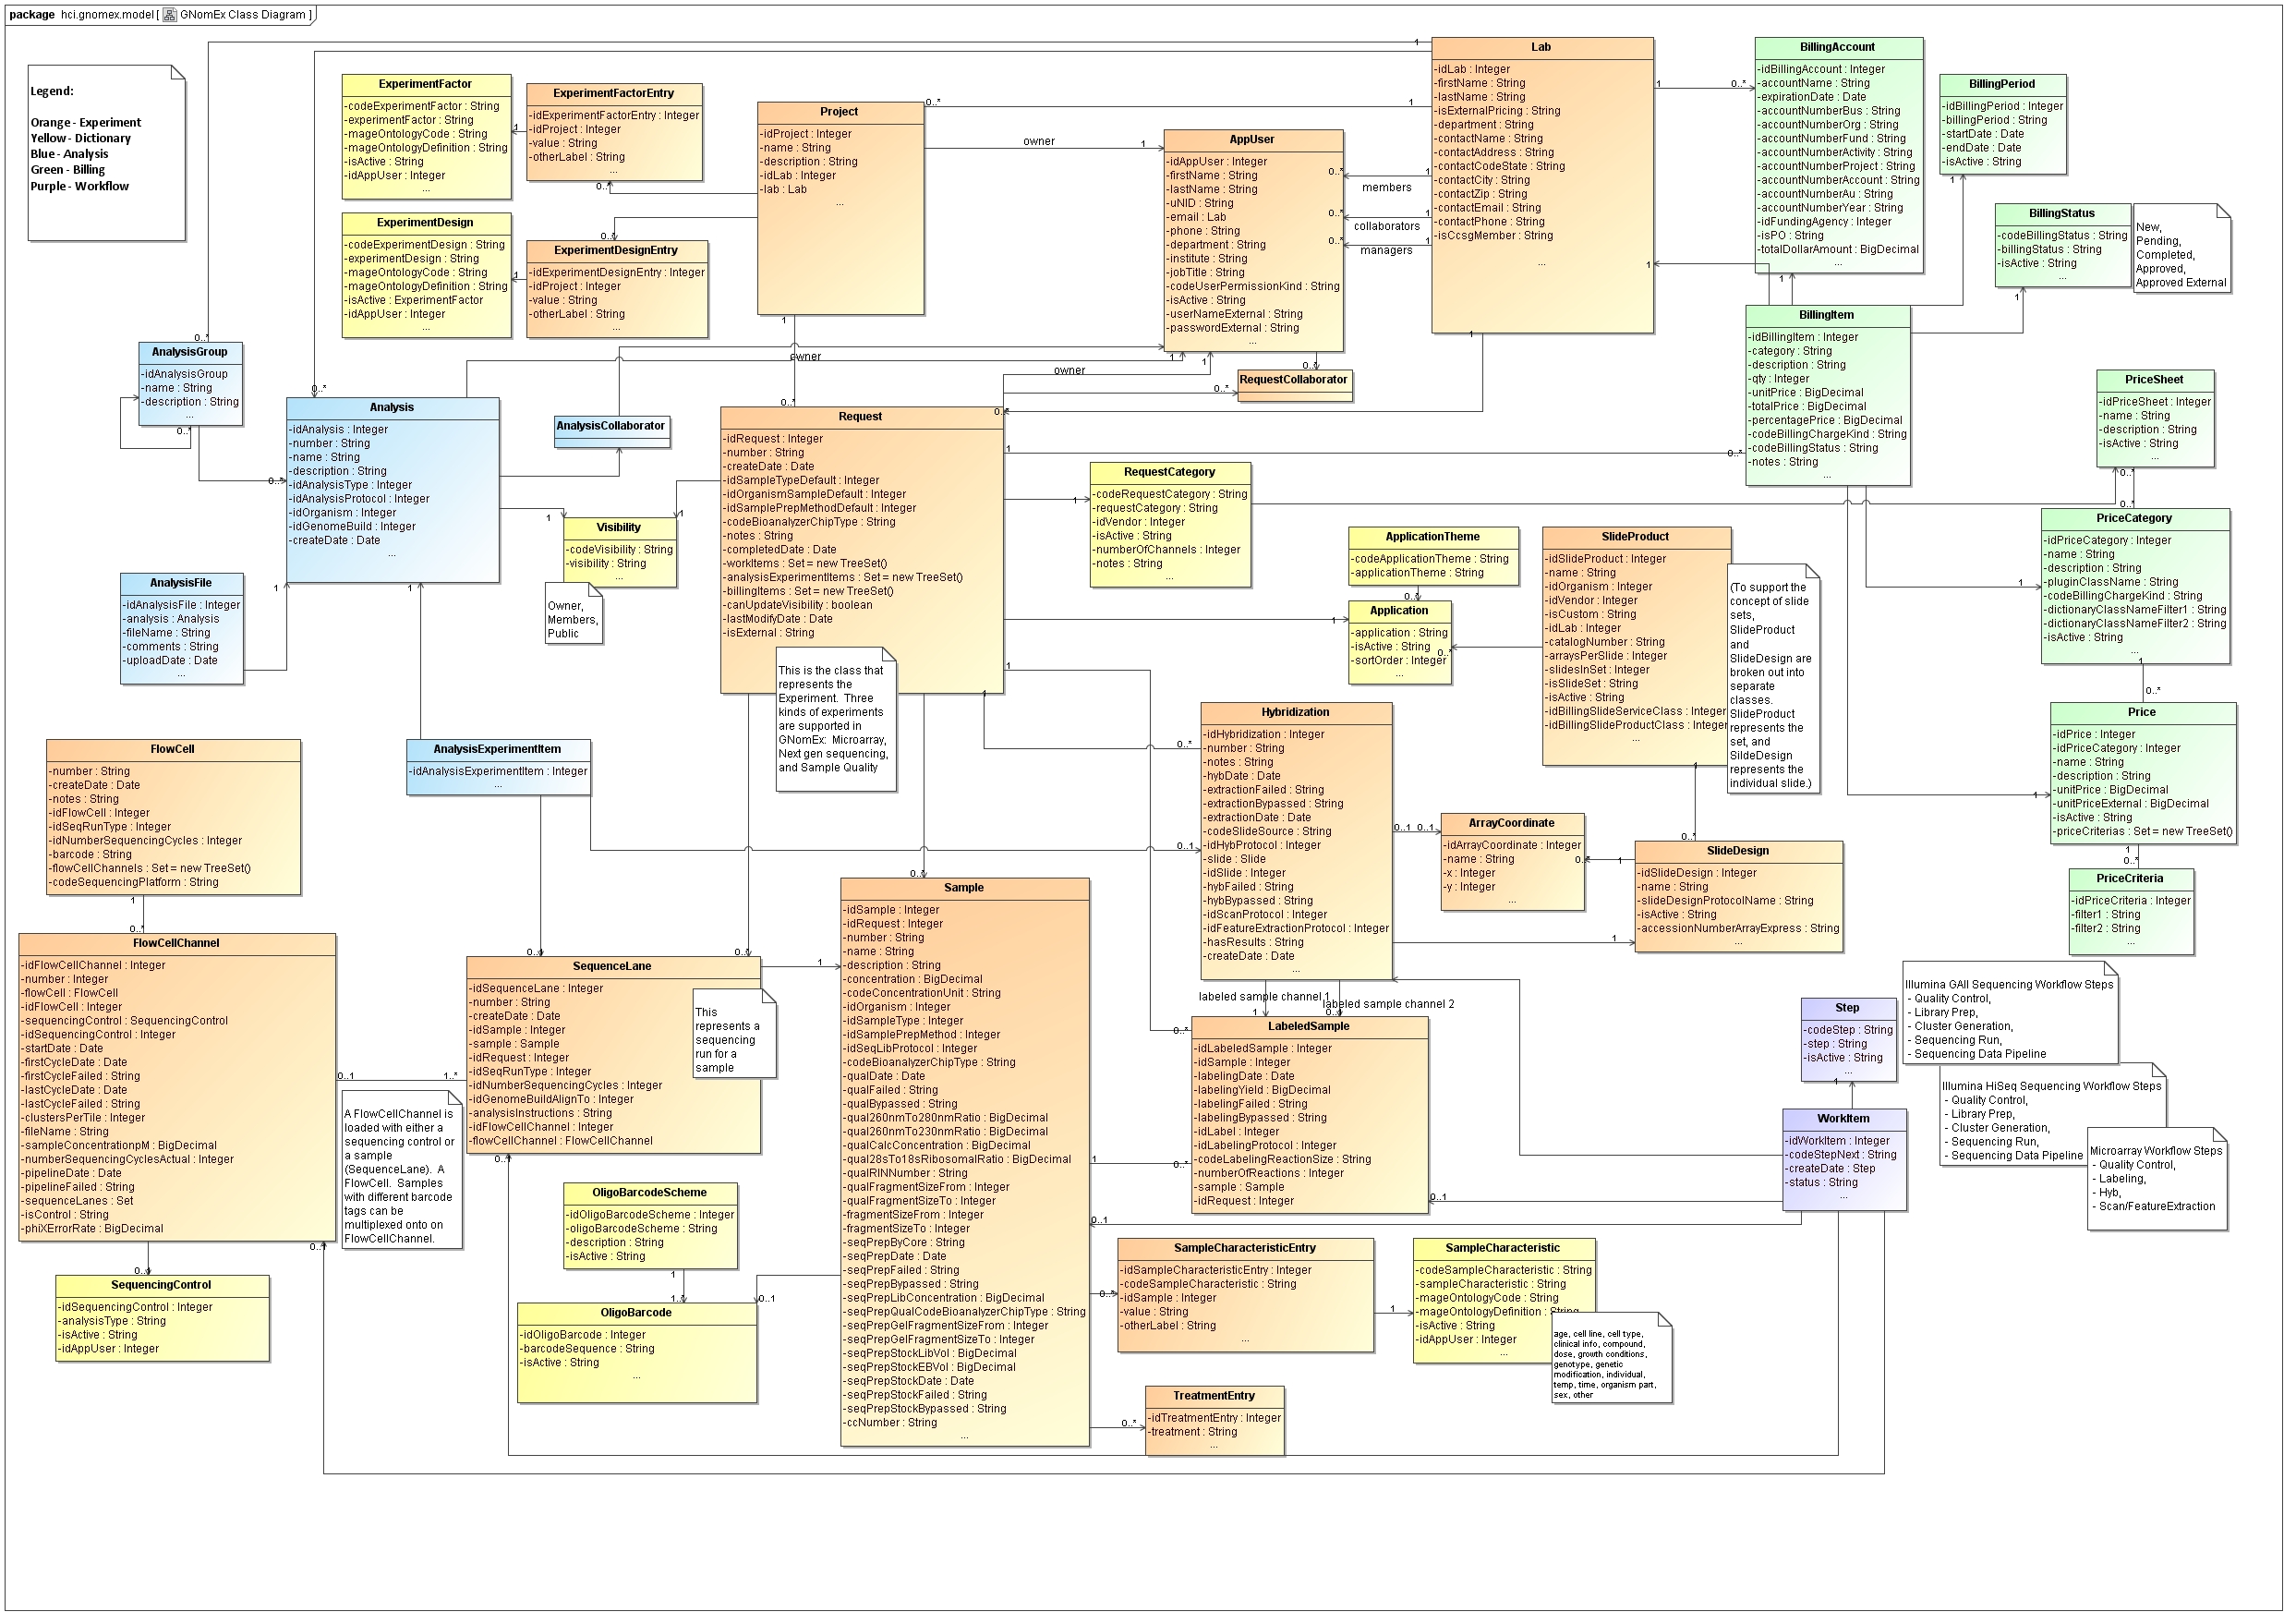 package hci.gnomex.model [ GNomEx Class Diagram ]
Legend:
Orange - Experiment
Yellow - Dictionary
Blue - Analysis
Green - Billing
Purple - Workflow
ExperimentFactor
-codeExperimentFactor : String
-experimentFactor : String
-mageOntologyCode : String
-mageOntologyDefinition : String
-isActive : String
-idAppUser : Integer
...
ExperimentFactorEntry
-idExperimentFactorEntry : Integer
-idProject : Integer
-value : String
-otherLabel : String
...
ExperimentDesign
-codeExperimentDesign : String
-experimentDesign : String
-mageOntologyCode : String
-mageOntologyDefinition : String
-isActive : ExperimentFactor
-idAppUser : Integer
...
ExperimentDesignEntry
-idExperimentDesignEntry : Integer
-idProject : Integer
-value : String
-otherLabel : String
...
Project
-idProject : Integer
-name : String
-description : String
-idLab : Integer
-lab : Lab
...
AppUser
-idAppUser : Integer
-firstName : String
-lastName : String
-uNID : String
-email : Lab
-phone : String
-department : String
-institute : String
-jobTitle : String
-codeUserPermissionKind : String
-isActive : String
-userNameExternal : String
-passwordExternal : String
...
Lab
-idLab : Integer
-firstName : String
-lastName : String
-isExternalPricing : String
-department : String
-contactName : String
-contactAddress : String
-contactCodeState : String
-contactCity : String
-contactZip : String
-contactEmail : String
-contactPhone : String
-isCcsgMember : String
...
BillingAccount
-idBillingAccount : Integer
-accountName : String
-expirationDate : Date
-accountNumberBus : String
-accountNumberOrg : String
-accountNumberFund : String
-accountNumberActivity : String
-accountNumberProject : String
-accountNumberAccount : String
-accountNumberAu : String
-accountNumberYear : String
-idFundingAgency : Integer
-isPO : String
-totalDollarAmount : BigDecimal
...
BillingPeriod
-idBillingPeriod : Integer
-billingPeriod : String
-startDate : Date
-endDate : Date
-isActive : String
BillingStatus
-codeBillingStatus : String
-billingStatus : String
-isActive : String
...
New,
Pending,
Completed,
Approved,
Approved External
owner
members
collaborators
managers
owner
owner
BillingItem
-idBillingItem : Integer
-category : String
-description : String
-qty : Integer
-unitPrice : BigDecimal
-totalPrice : BigDecimal
-percentagePrice : BigDecimal
-codeBillingChargeKind : String
-codeBillingStatus : String
-notes : String
...
AnalysisGroup
-idAnalysisGroup
-name : String
-description : String
...
Analysis
-idAnalysis : Integer
-number : String
-name : String
-description : String
-idAnalysisType : Integer
-idAnalysisProtocol : Integer
-idOrganism : Integer
-idGenomeBuild : Integer
-createDate : Date
...
AnalysisCollaborator
RequestCollaborator
Request
-idRequest : Integer
-number : String
-createDate : Date
-idSampleTypeDefault : Integer
-idOrganismSampleDefault : Integer
-idSamplePrepMethodDefault : Integer
-codeBioanalyzerChipType : String
-notes : String
-completedDate : Date
-workItems : Set = new TreeSet()
-analysisExperimentItems : Set = new TreeSet()
-billingItems : Set = new TreeSet()
-canUpdateVisibility : boolean
-lastModifyDate : Date
-isExternal : String
This is the class that
represents the
Experiment. Three
kinds of experiments
are supported in
GNomEx: Microarray,
Next gen sequencing,
and Sample Quality
Visibility
-codeVisibility : String
-visibility : String
...
Owner,
Members,
Public
RequestCategory
-codeRequestCategory : String
-requestCategory : String
-idVendor : Integer
-isActive : String
-numberOfChannels : Integer
-notes : String
...
ApplicationTheme
-codeApplicationTheme : String
-applicationTheme : String
Application
-application : String
-isActive : String
-sortOrder : Integer
...
SlideProduct
-idSlideProduct : Integer
-name : String
-idOrganism : Integer
-idVendor : Integer
-isCustom : String
-idLab : Integer
-catalogNumber : String
-arraysPerSlide : Integer
-slidesInSet : Integer
-isSlideSet : String
-isActive : String
-idBillingSlideServiceClass : Integer
-idBillingSlideProductClass : Integer
...
(To support the
concept of slide
sets,
SlideProduct
and
SlideDesign are
broken out into
separate
classes.
SlideProduct
represents the
set, and
SlideDesign
represents the
individual slide.)
PriceSheet
-idPriceSheet : Integer
-name : String
-description : String
-isActive : String
...
PriceCategory
-idPriceCategory : Integer
-name : String
-description : String
-pluginClassName : String
-codeBillingChargeKind : String
-dictionaryClassNameFilter1 : String
-dictionaryClassNameFilter2 : String
-isActive : String
...
Price
-idPrice : Integer
-idPriceCategory : Integer
-name : String
-description : String
-unitPrice : BigDecimal
-unitPriceExternal : BigDecimal
-isActive : String
-priceCriterias : Set = new TreeSet()
PriceCriteria
-idPriceCriteria : Integer
-filter1 : String
-filter2 : String
...
AnalysisFile
-idAnalysisFile : Integer
-analysis : Analysis
-fileName : String
-comments : String
-uploadDate : Date
...
AnalysisExperimentItem
-idAnalysisExperimentItem : Integer
...
FlowCell
-number : String
-createDate : Date
-notes : String
-idFlowCell : Integer
-idSeqRunType : Integer
-idNumberSequencingCycles : Integer
-barcode : String
-flowCellChannels : Set = new TreeSet()
-codeSequencingPlatform : String
FlowCellChannel
-idFlowCellChannel : Integer
-number : Integer
-flowCell : FlowCell
-idFlowCell : Integer
-sequencingControl : SequencingControl
-idSequencingControl : Integer
-startDate : Date
-firstCycleDate : Date
-firstCycleFailed : String
-lastCycleDate : Date
-lastCycleFailed : String
-clustersPerTile : Integer
-fileName : String
-sampleConcentrationpM : BigDecimal
-numberSequencingCyclesActual : Integer
-pipelineDate : Date
-pipelineFailed : String
-sequenceLanes : Set
-isControl : String
-phiXErrorRate : BigDecimal
A FlowCellChannel is
loaded with either a
sequencing control or
a sample
(SequenceLane). A
FlowCell. Samples
with different barcode
tags can be
multiplexed onto on
FlowCellChannel.
SequencingControl
-idSequencingControl : Integer
-analysisType : String
-isActive : String
-idAppUser : Integer
SequenceLane
-idSequenceLane : Integer
-number : String
-createDate : Date
-idSample : Integer
-sample : Sample
-idRequest : Integer
-idSeqRunType : Integer
-idNumberSequencingCycles : Integer
-idGenomeBuildAlignTo : Integer
-analysisInstructions : String
-idFlowCellChannel : Integer
-flowCellChannel : FlowCellChannel
This
represents a
sequencing
run for a
sample
OligoBarcodeScheme
-idOligoBarcodeScheme : Integer
-oligoBarcodeScheme : String
-description : String
-isActive : String
OligoBarcode
-idOligoBarcode : Integer
-barcodeSequence : String
-isActive : String
...
Sample
-idSample : Integer
-idRequest : Integer
-number : String
-name : String
-description : String
-concentration : BigDecimal
-codeConcentrationUnit : String
-idOrganism : Integer
-idSampleType : Integer
-idSamplePrepMethod : Integer
-idSeqLibProtocol : Integer
-codeBioanalyzerChipType : String
-qualDate : Date
-qualFailed : String
-qualBypassed : String
-qual260nmTo280nmRatio : BigDecimal
-qual260nmTo230nmRatio : BigDecimal
-qualCalcConcentration : BigDecimal
-qual28sTo18sRibosomalRatio : BigDecimal
-qualRINNumber : String
-qualFragmentSizeFrom : Integer
-qualFragmentSizeTo : Integer
-fragmentSizeFrom : Integer
-fragmentSizeTo : Integer
-seqPrepByCore : String
-seqPrepDate : Date
-seqPrepFailed : String
-seqPrepBypassed : String
-seqPrepLibConcentration : BigDecimal
-seqPrepQualCodeBioanalyzerChipType : String
-seqPrepGelFragmentSizeFrom : Integer
-seqPrepGelFragmentSizeTo : Integer
-seqPrepStockLibVol : BigDecimal
-seqPrepStockEBVol : BigDecimal
-seqPrepStockDate : Date
-seqPrepStockFailed : String
-seqPrepStockBypassed : String
-ccNumber : String
...
Hybridization
-idHybridization : Integer
-number : String
-notes : String
-hybDate : Date
-extractionFailed : String
-extractionBypassed : String
-extractionDate : Date
-codeSlideSource : String
-idHybProtocol : Integer
-slide : Slide
-idSlide : Integer
-hybFailed : String
-hybBypassed : String
-idScanProtocol : Integer
-idFeatureExtractionProtocol : Integer
-hasResults : String
-createDate : Date
...
labeled sample channel 1
labeled sample channel 2
ArrayCoordinate
-idArrayCoordinate : Integer
-name : String
-x : Integer
-y : Integer
...
SlideDesign
-idSlideDesign : Integer
-name : String
-slideDesignProtocolName : String
-isActive : String
-accessionNumberArrayExpress : String
...
LabeledSample
-idLabeledSample : Integer
-idSample : Integer
-labelingDate : Date
-labelingYield : BigDecimal
-labelingFailed : String
-labelingBypassed : String
-idLabel : Integer
-idLabelingProtocol : Integer
-codeLabelingReactionSize : String
-numberOfReactions : Integer
-sample : Sample
-idRequest : Integer
SampleCharacteristicEntry
-idSampleCharacteristicEntry : Integer
-codeSampleCharacteristic : String
-idSample : Integer
-value : String
-otherLabel : String
...
SampleCharacteristic
-codeSampleCharacteristic : String
-sampleCharacteristic : String
-mageOntologyCode : String
-mageOntologyDefinition : String
-isActive : String
-idAppUser : Integer
...
age, cell line, cell type,
clinical info, compound,
dose, growth conditions,
genotype, genetic
modification, individual,
temp, time, organism part,
sex, other
TreatmentEntry
-idTreatmentEntry : Integer
-treatment : String
...
Step
-codeStep : String
-step : String
-isActive : String
...
WorkItem
-idWorkItem : Integer
-codeStepNext : String
-createDate : Step
-status : String
...
Illumina GAII Sequencing Workflow Steps
- Quality Control,
- Library Prep,
- Cluster Generation,
- Sequencing Run,
- Sequencing Data Pipeline
Illumina HiSeq Sequencing Workflow Steps
- Quality Control,
- Library Prep,
- Cluster Generation,
- Sequencing Run,
- Sequencing Data Pipeline
Microarray Workflow Steps
- Quality Control,
- Labeling,
- Hyb,
- Scan/FeatureExtraction